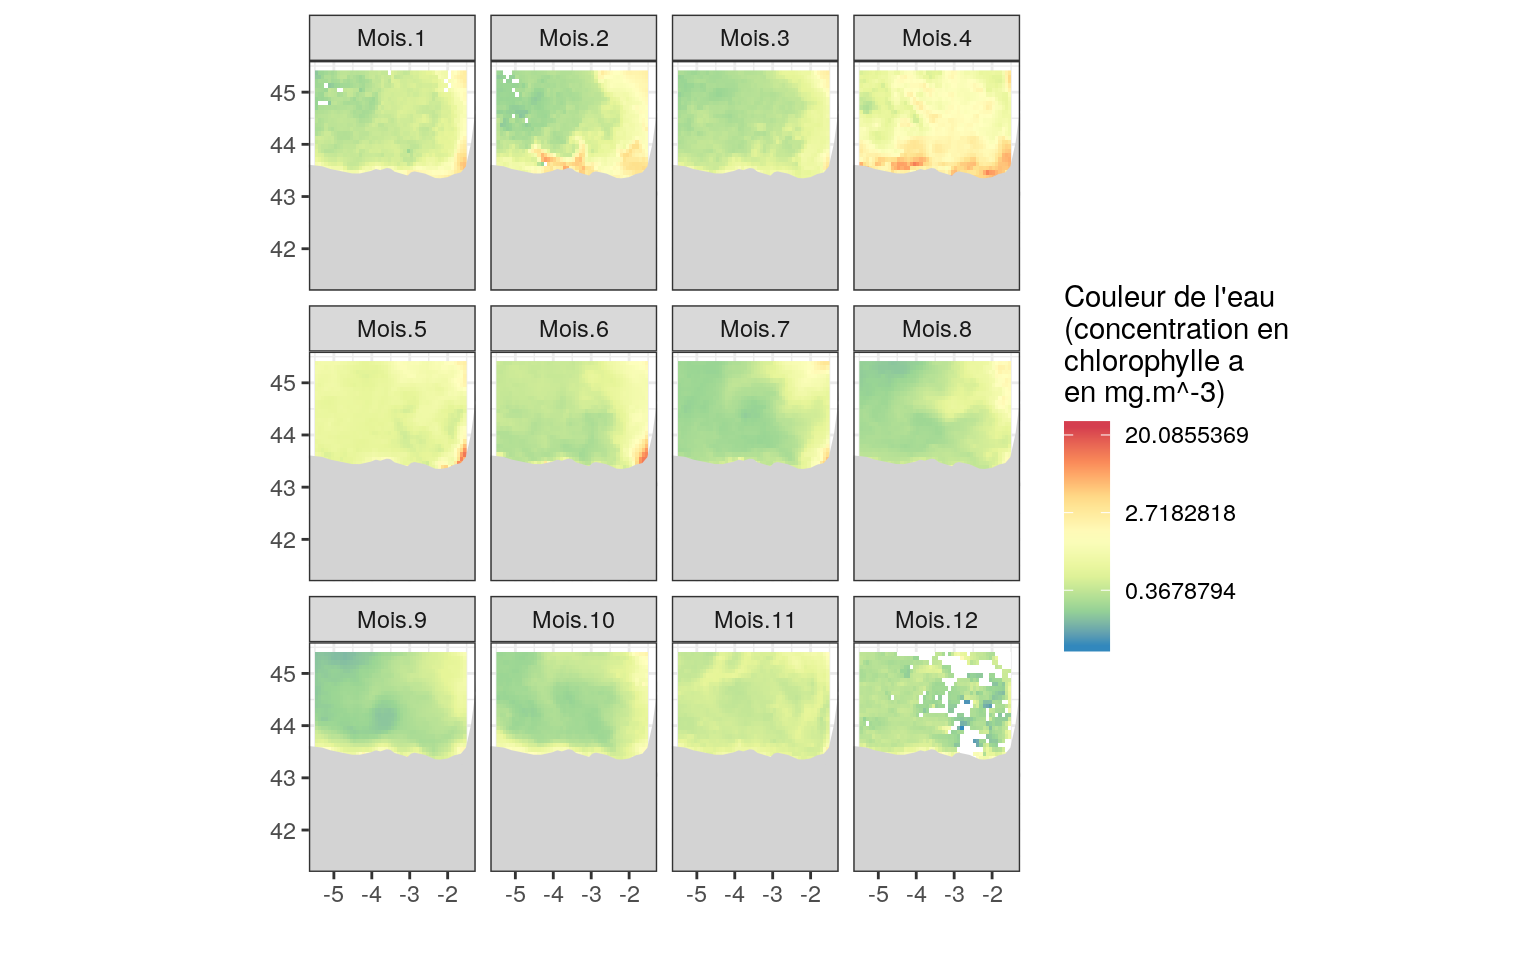 Mois.1 Mois.2 Mois.3 Mois.4
45
44
43
42
Mois.5 Mois.6 Mois.7 Mois.8
45
44
43
42
Mois.9 Mois.10 Mois.11 Mois.12
45
44
43
42
-5 -4 -3 -2 -5 -4 -3 -2 -5 -4 -3 -2 -5 -4 -3 -2
Couleur de l'eau
(concentration en
chlorophylle a
en mg.m^-3)
20.0855369
2.7182818
0.3678794